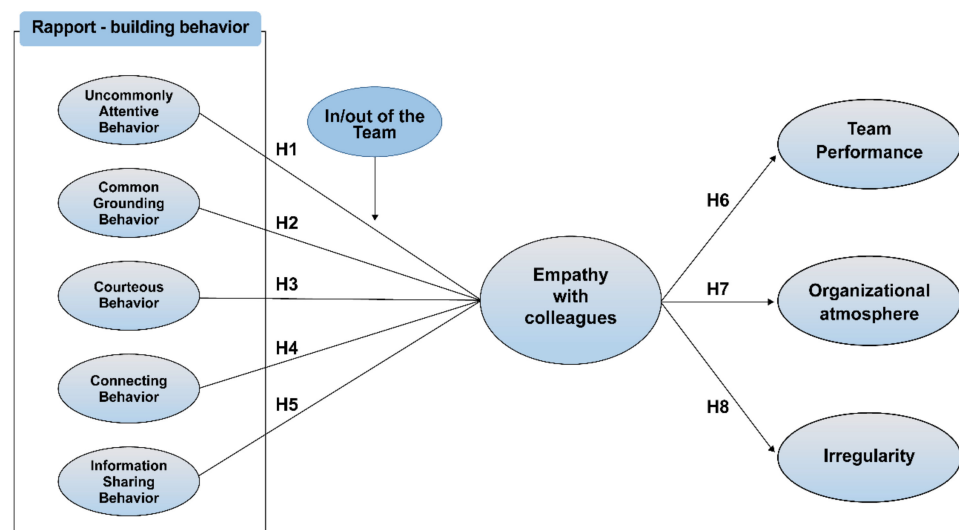 Rapport - building behavior
Uncommonly
Attentive
Behavior
Common
Grounding
Behavior
Courteous
Behavior
Connecting
Behavior
Information
Sharing
Behavior
H1
H2
H3
H4
H5
In/out of the
Team
Empathy
with
colleagues
H6
H7
H8
Team
Performance
Organizational
atmosphere
Irregularity